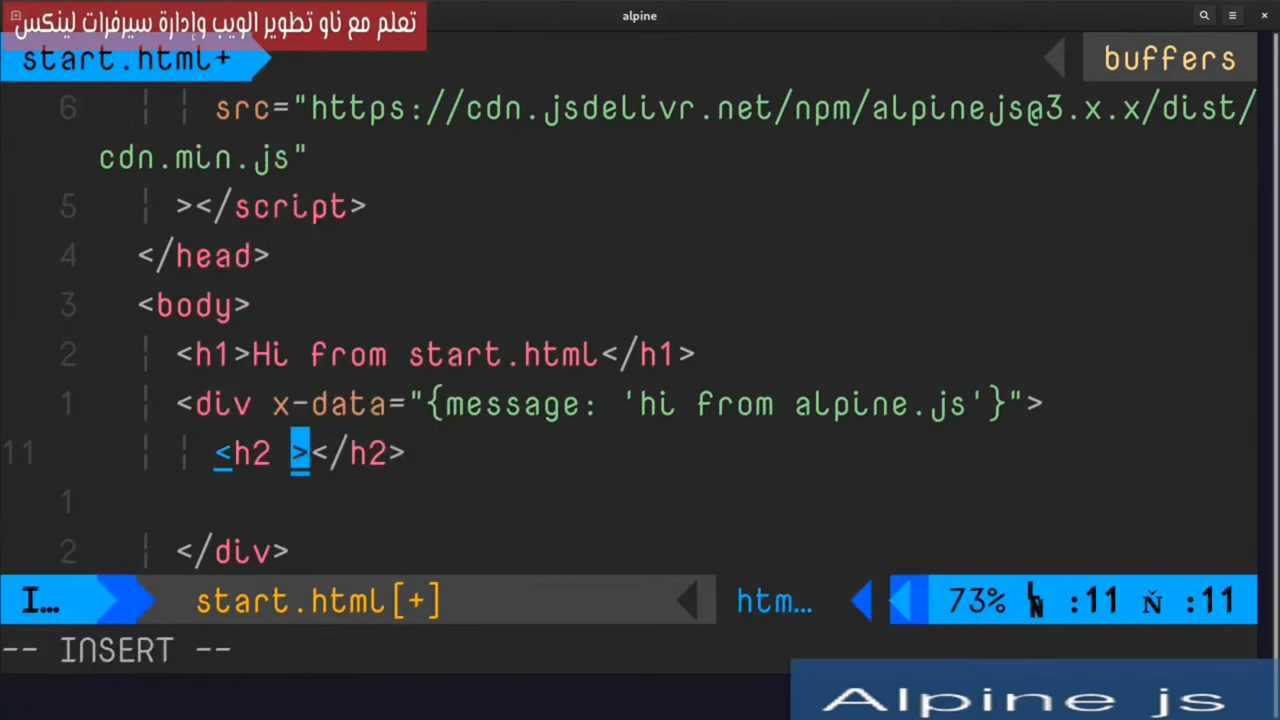 alpine
تعلم مع ناو تطوير الويب وإدارة سيرفرات لينكس
start.html+
buffers
6 src="https://cdn.jsdelivr.net/npm/alpinejs@3.x.x/dist/
cdn.min.js"
5 ></script>
4 </head>
3 <body>
2 <h1>Hi from start.html</h1>
1 <div x-data="{message: 'hi from alpine.js'}">
11 <h2 ></h2>
1
2 </div>
I… start.html[+] htm… 73% :11 :11
-- INSERT --
Alpine js